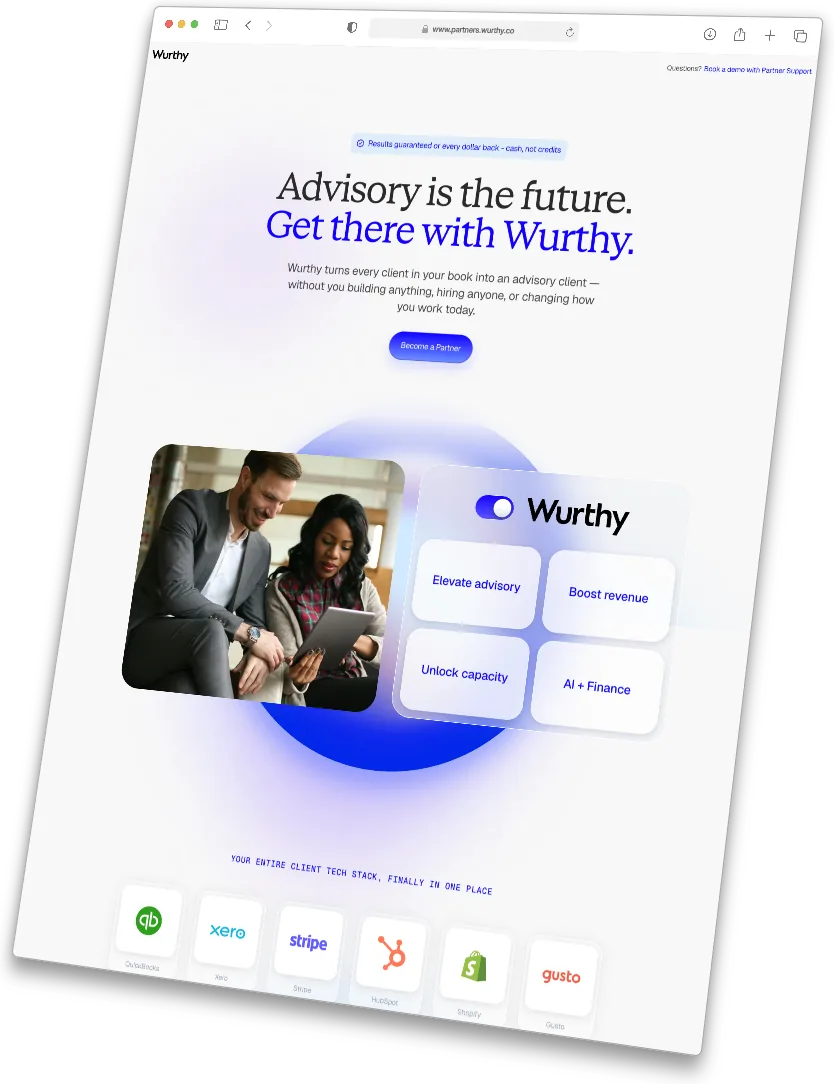 www.partners.wurthy.co
Wurthy
Questions? Book a demo with Partner Support
Results guaranteed or every dollar back - cash, not credits
Advisory is the future.
Get there with Wurthy.
Wurthy turns every client in your book into an advisory client —
without you building anything, hiring anyone, or changing how
you work today.
Become a Partner
Wurthy
Elevate advisory
Boost revenue
Unlock capacity
AI + Finance
YOUR ENTIRE CLIENT TECH STACK, FINALLY IN ONE PLACE
qb
xero
stripe
S
gusto
QuickBooks
Xero
Stripe
HubSpot
Shopify
Gusto